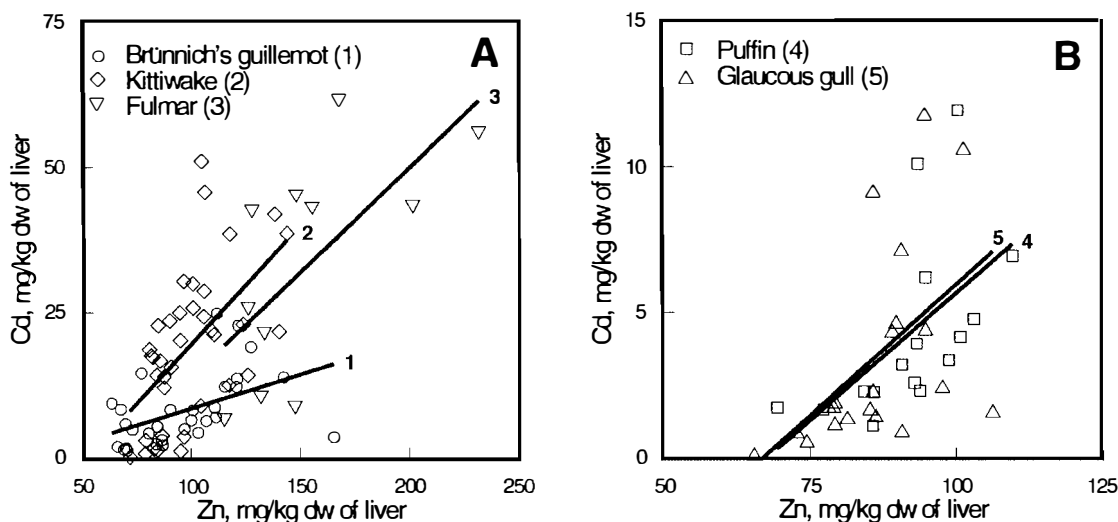 A
Brünnich's guillemot (1)
Kittiwake (2)
Fulmar (3)
75
50
25
0
Cd, mg/kg dw of liver
3
2
1
50
100
150
200
250
Zn, mg/kg dw of liver
B
Puffin (4)
Glaucous gull (5)
15
10
5
0
Cd, mg/kg dw of liver
5
4
50
75
100
125
Zn, mg/kg dw of liver